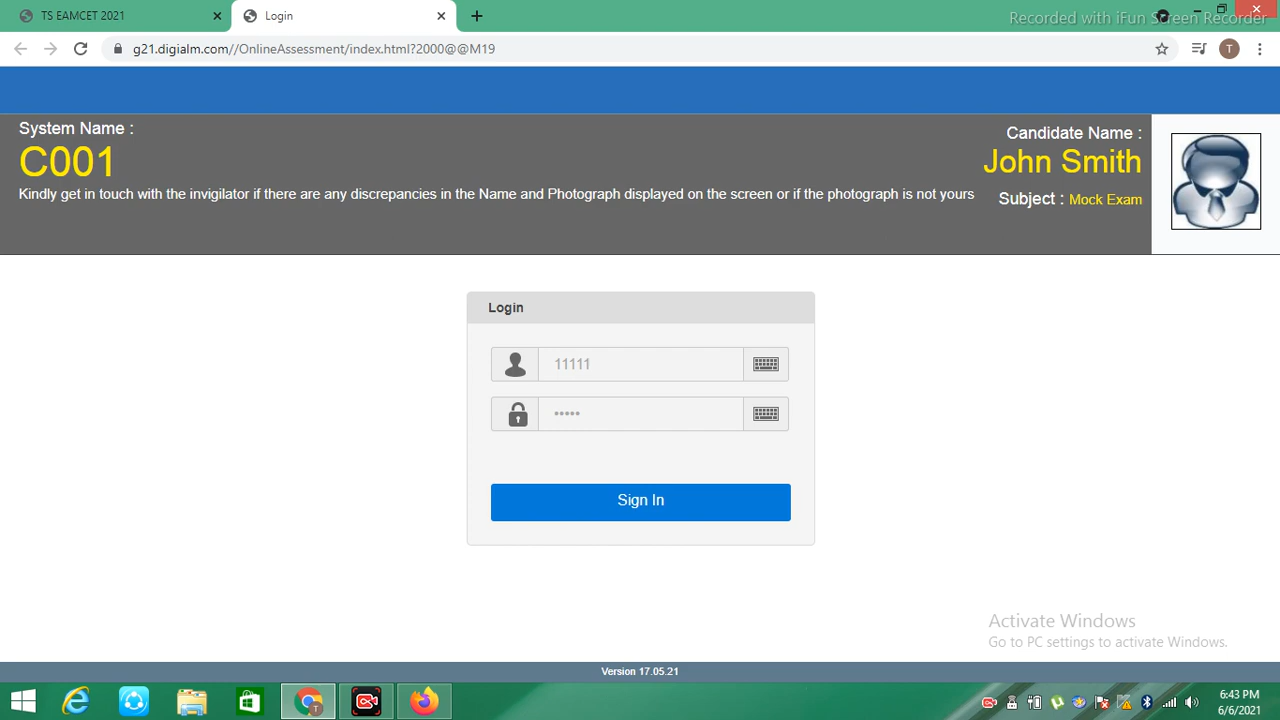 TS EAMCET 2021
Login
Recorded with iFun Screen Recorder
g21.digialm.com//OnlineAssessment/index.html?2000@@M19
T
System Name :
C001
Kindly get in touch with the invigilator if there are any discrepancies in the Name and Photograph displayed on the screen or if the photograph is not yours
Candidate Name :
John Smith
Subject : Mock Exam
Login
11111
•••••
Sign In
Activate Windows
Go to PC settings to activate Windows.
Version 17.05.21
6:43 PM
6/6/2021